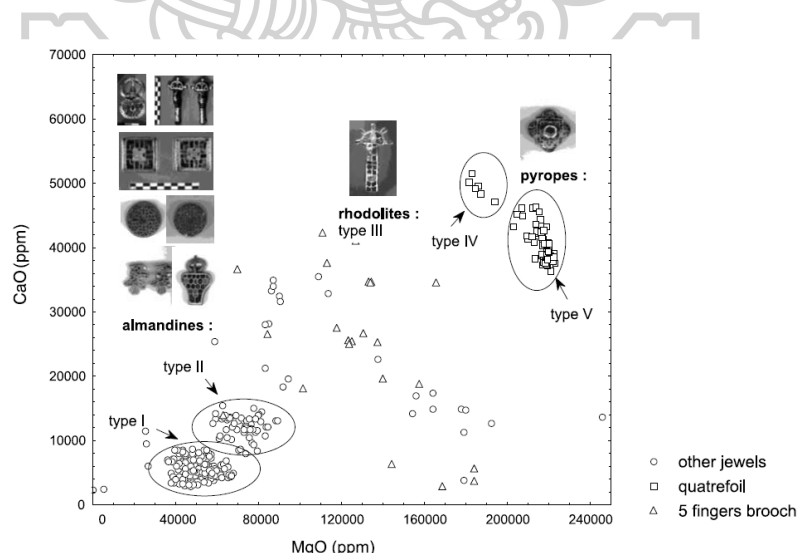 70000
60000
50000
40000
30000
20000
10000
0
CaO (ppm)
0
40000
80000
120000
160000
200000
240000
MgO (ppm)
almandines :
type I
type II
rhodolites :
type III
type IV
pyropes :
type V
other jewels
quatrefoil
5 fingers brooch